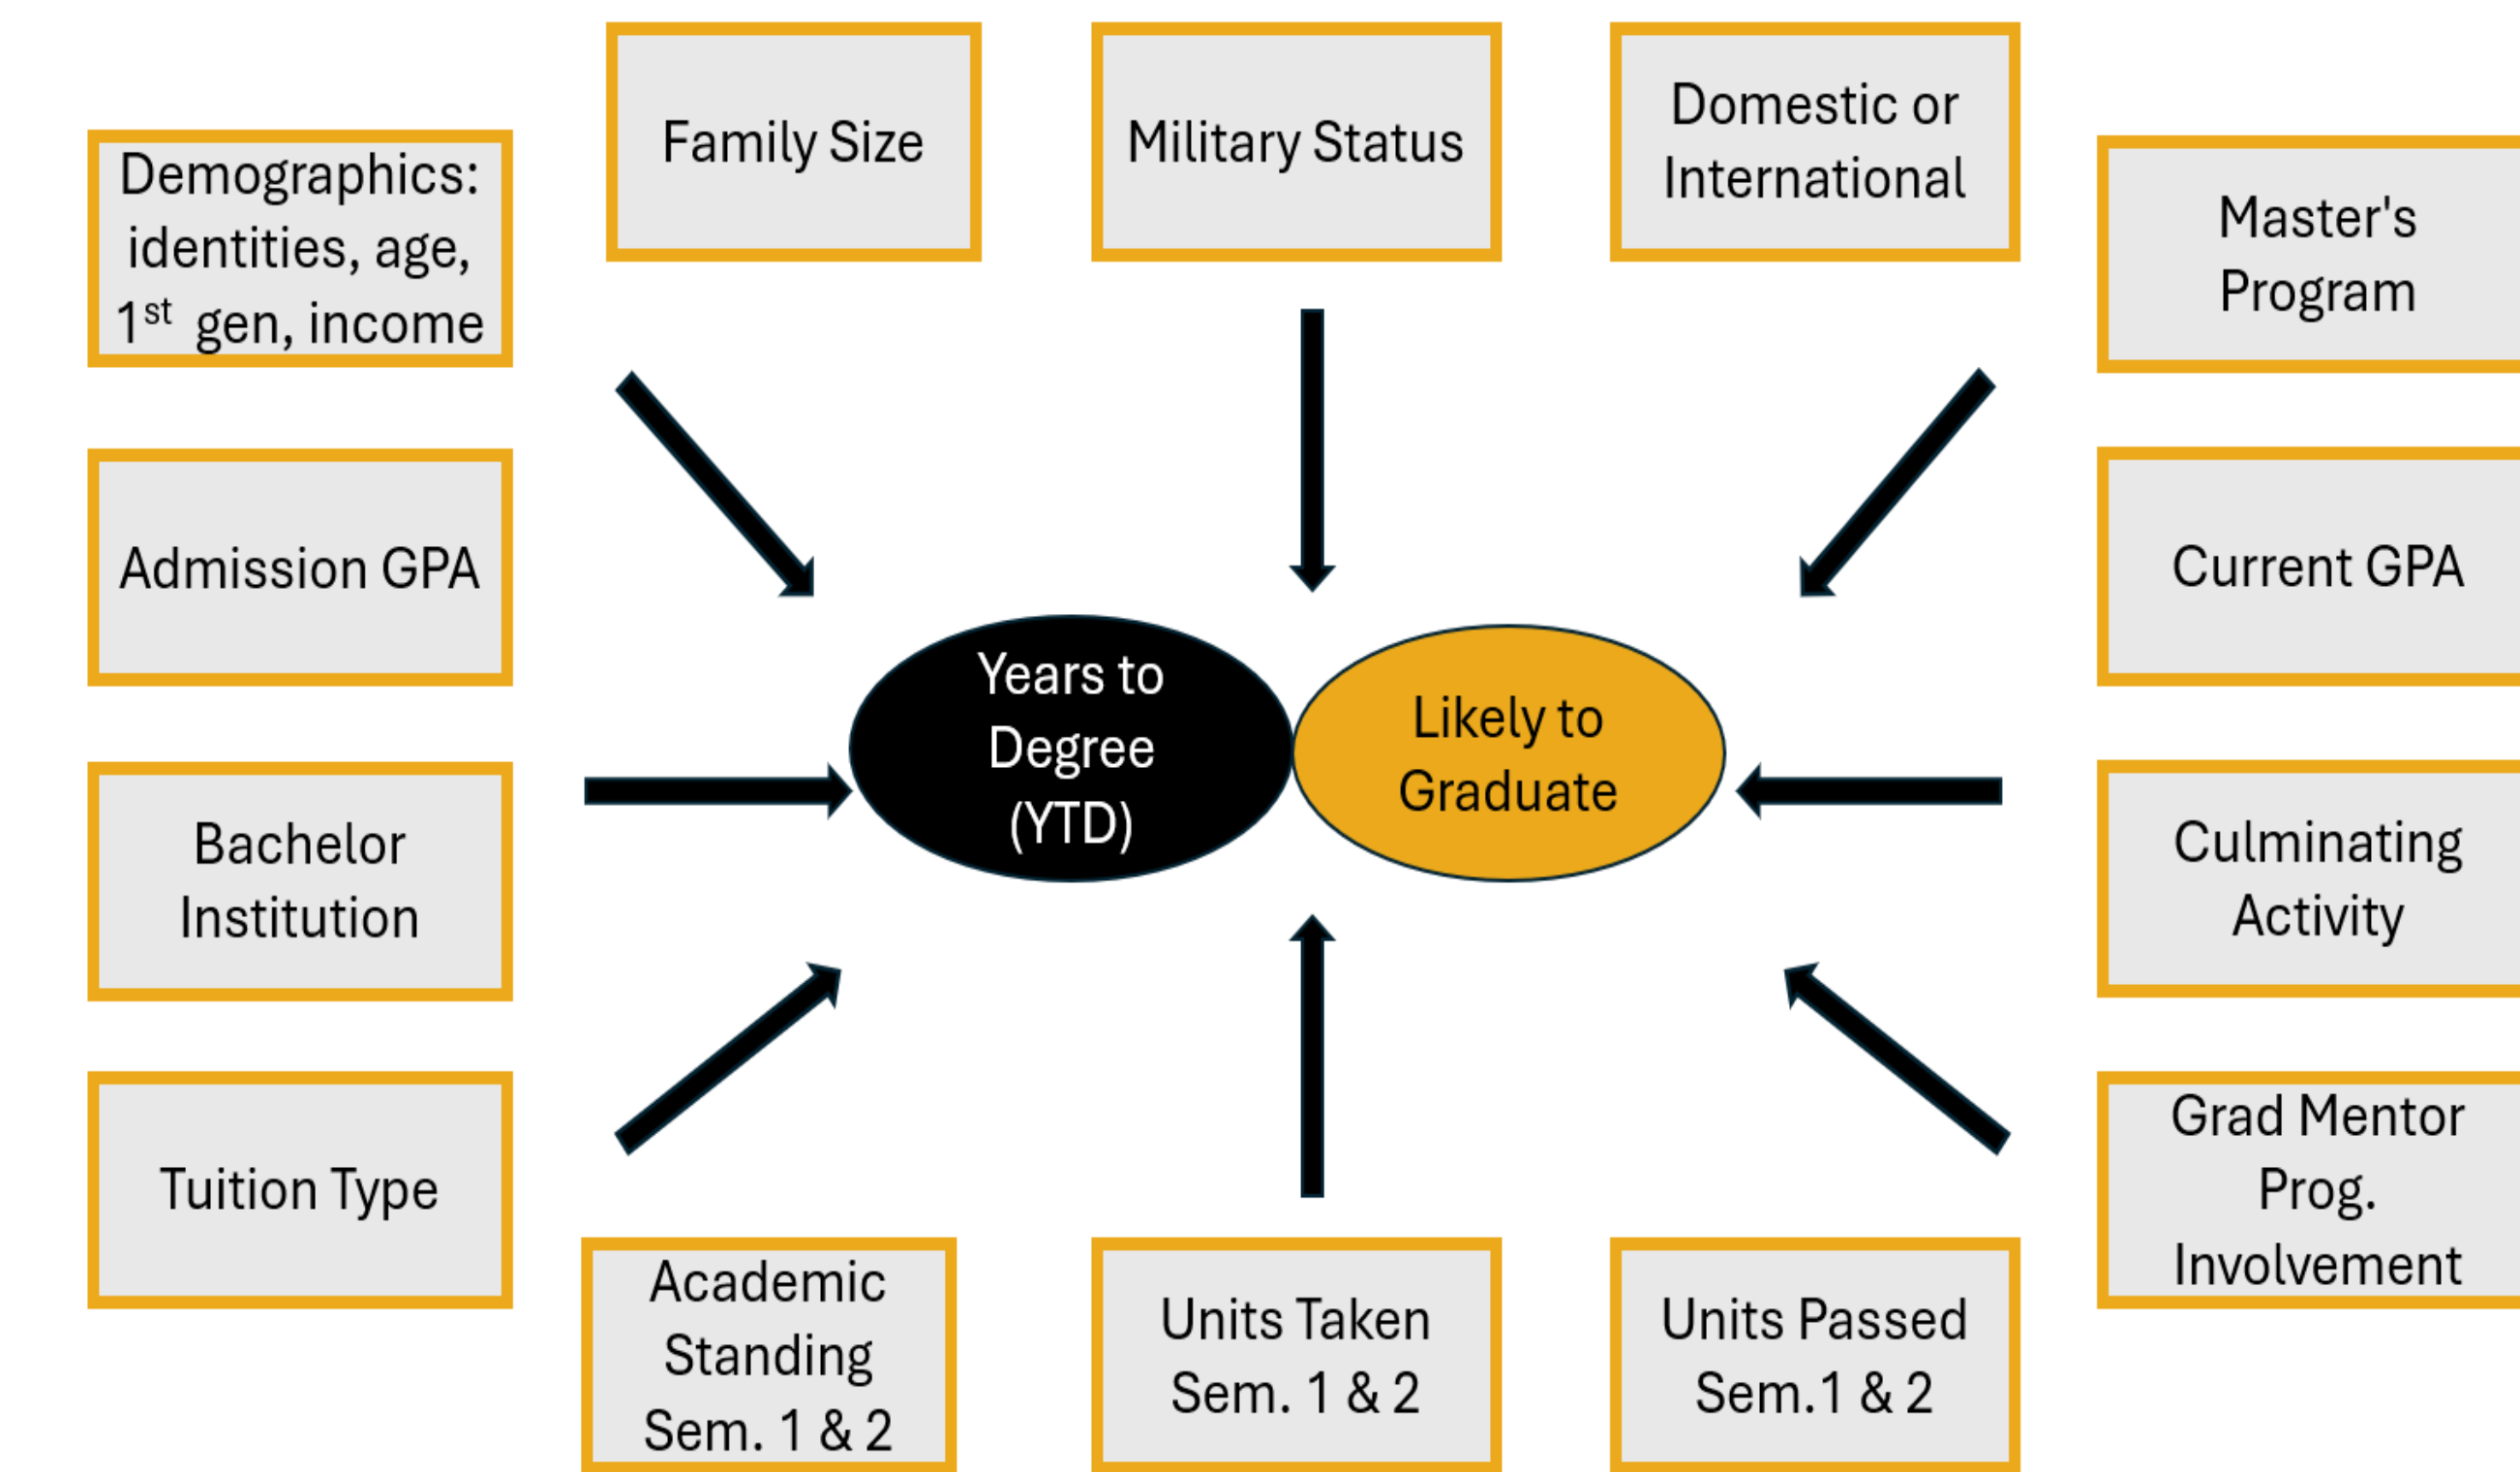 Family Size
Military Status
Domestic or
International
Demographics:
identities, age,
1st gen, income
Master's
Program
Admission GPA
Current GPA
Years to
Degree
(YTD)
Likely to
Graduate
Bachelor
Institution
Culminating
Activity
Tuition Type
Grad Mentor
Prog.
Involvement
Academic
Standing
Sem. 1 & 2
Units Taken
Sem. 1 & 2
Units Passed
Sem.1 & 2